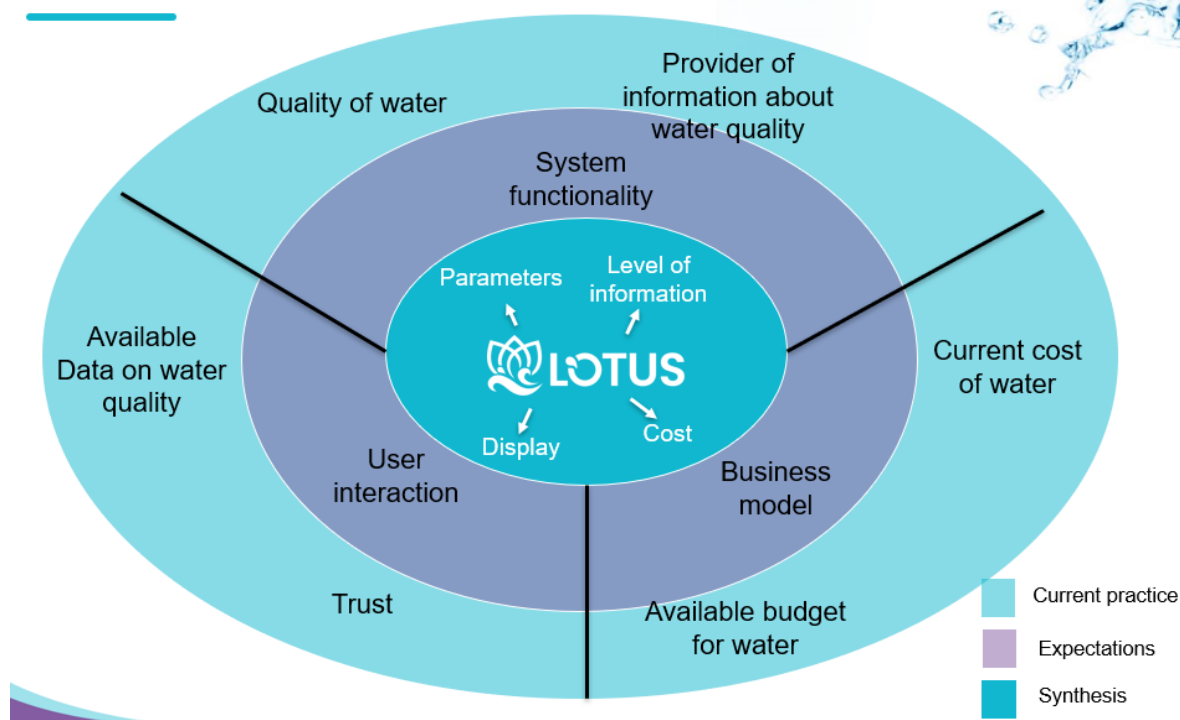 Quality of water
Provider of
information about
water quality
System
functionality
Parameters
Level of
information
Available
Data on water
quality
LOTUS
Current cost
of water
Display
Cost
User
interaction
Business
model
Trust
Available budget
for water
Current practice
Expectations
Synthesis